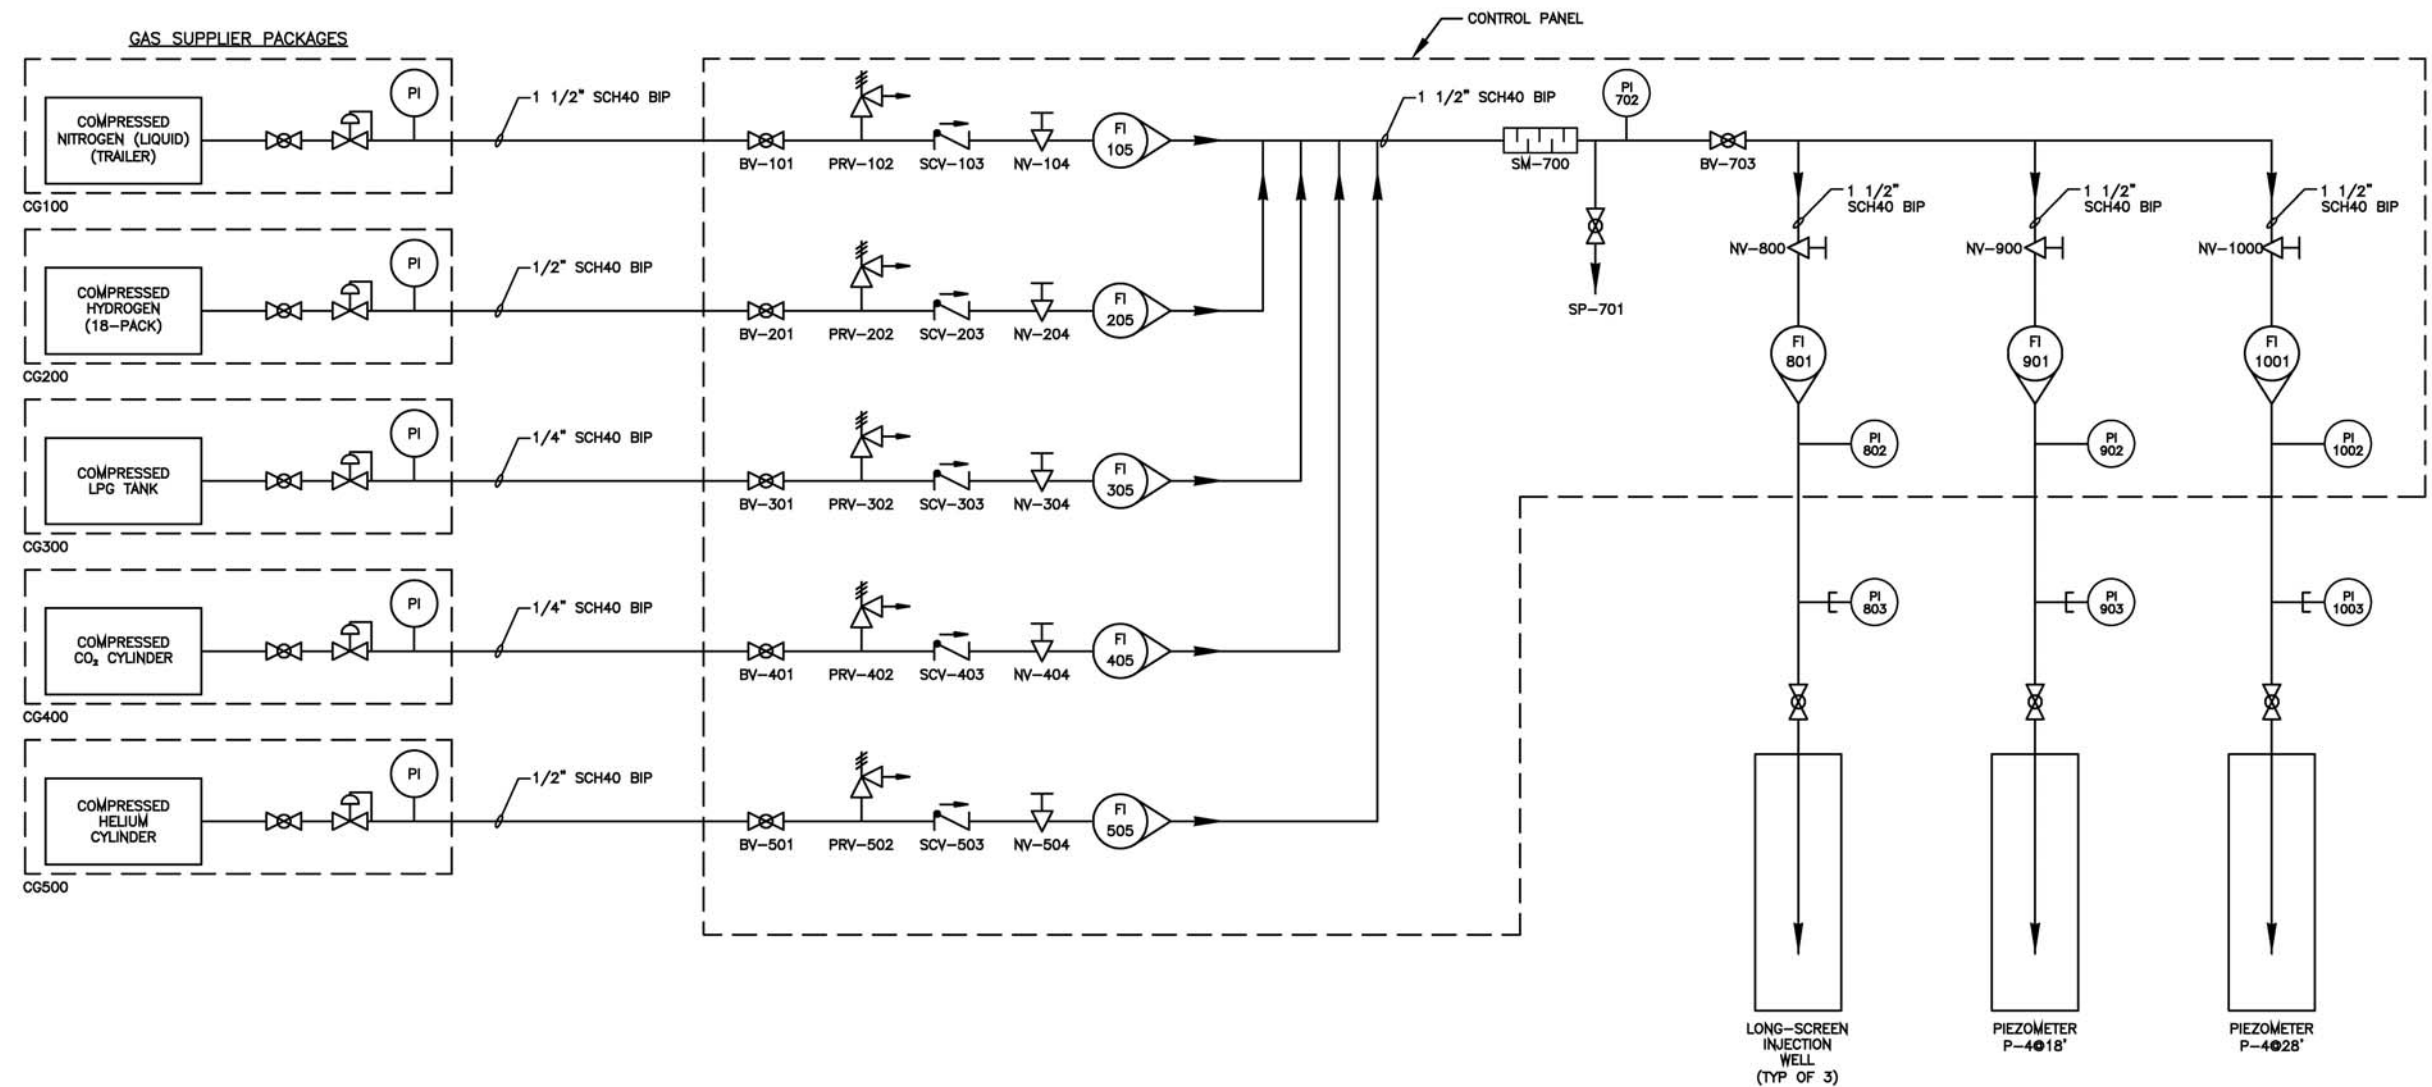 CONTROL PANEL
GAS SUPPLIER PACKAGES
COMPRESSED
NITROGEN (LIQUID)
(TRAILER)
PI
CG100
1 1/2" SCH40 BIP
BV-101
PRV-102
SCV-103
NV-104
FI
105
1 1/2" SCH40 BIP
SM-700
PI
702
BV-703
SP-701
COMPRESSED
HYDROGEN
(18-PACK)
PI
CG200
1/2" SCH40 BIP
BV-201
PRV-202
SCV-203
NV-204
FI
205
COMPRESSED
LPG TANK
PI
CG300
1/4" SCH40 BIP
BV-301
PRV-302
SCV-303
NV-304
FI
305
COMPRESSED
CO₂ CYLINDER
PI
CG400
1/4" SCH40 BIP
BV-401
PRV-402
SCV-403
NV-404
FI
405
COMPRESSED
HELIUM
CYLINDER
PI
CG500
1/2" SCH40 BIP
BV-501
PRV-502
SCV-503
NV-504
FI
505
1 1/2"
SCH40 BIP
NV-800
FI
801
PI
802
PI
803
LONG-SCREEN
INJECTION
WELL
(TYP OF 3)
1 1/2"
SCH40 BIP
NV-900
FI
901
PI
902
PI
903
PIEZOMETER
P-4@18'
1 1/2"
SCH40 BIP
NV-1000
FI
1001
PI
1002
PI
1003
PIEZOMETER
P-4@28'